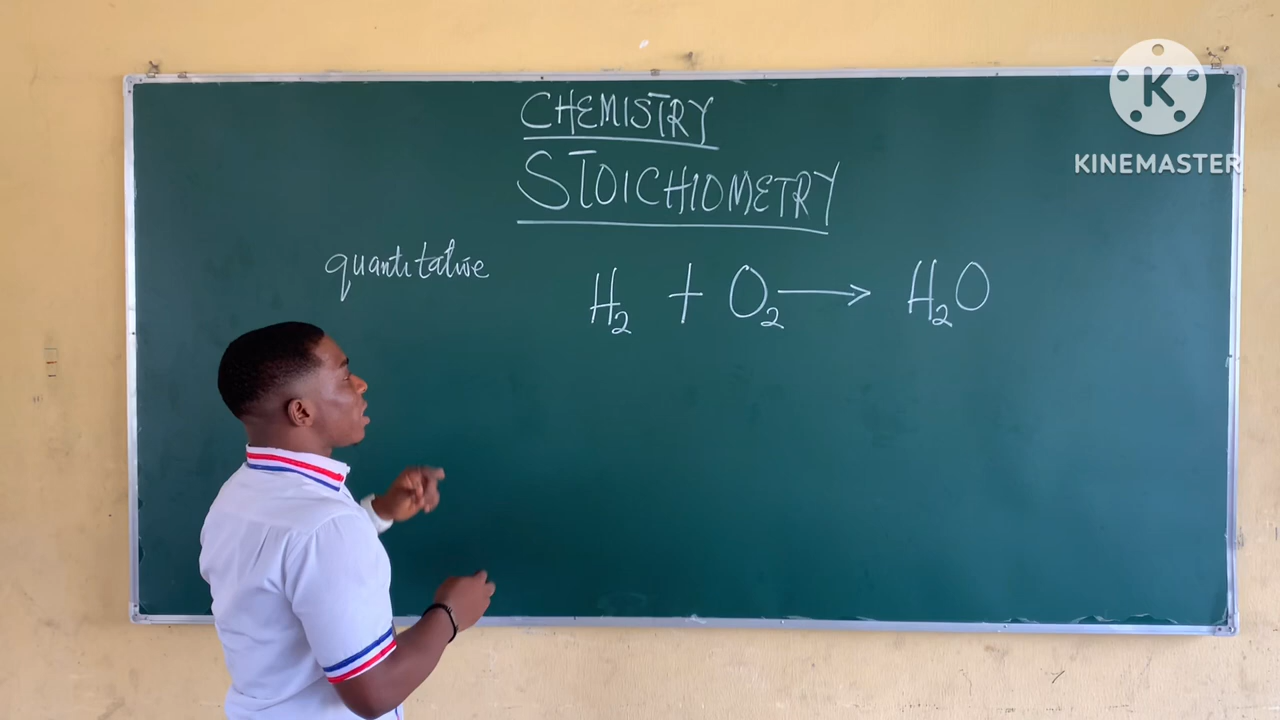 CHEMISTRY
STOICHIOMETRY
quantitative
H₂ + O₂ → H₂O
K
KINEMASTER